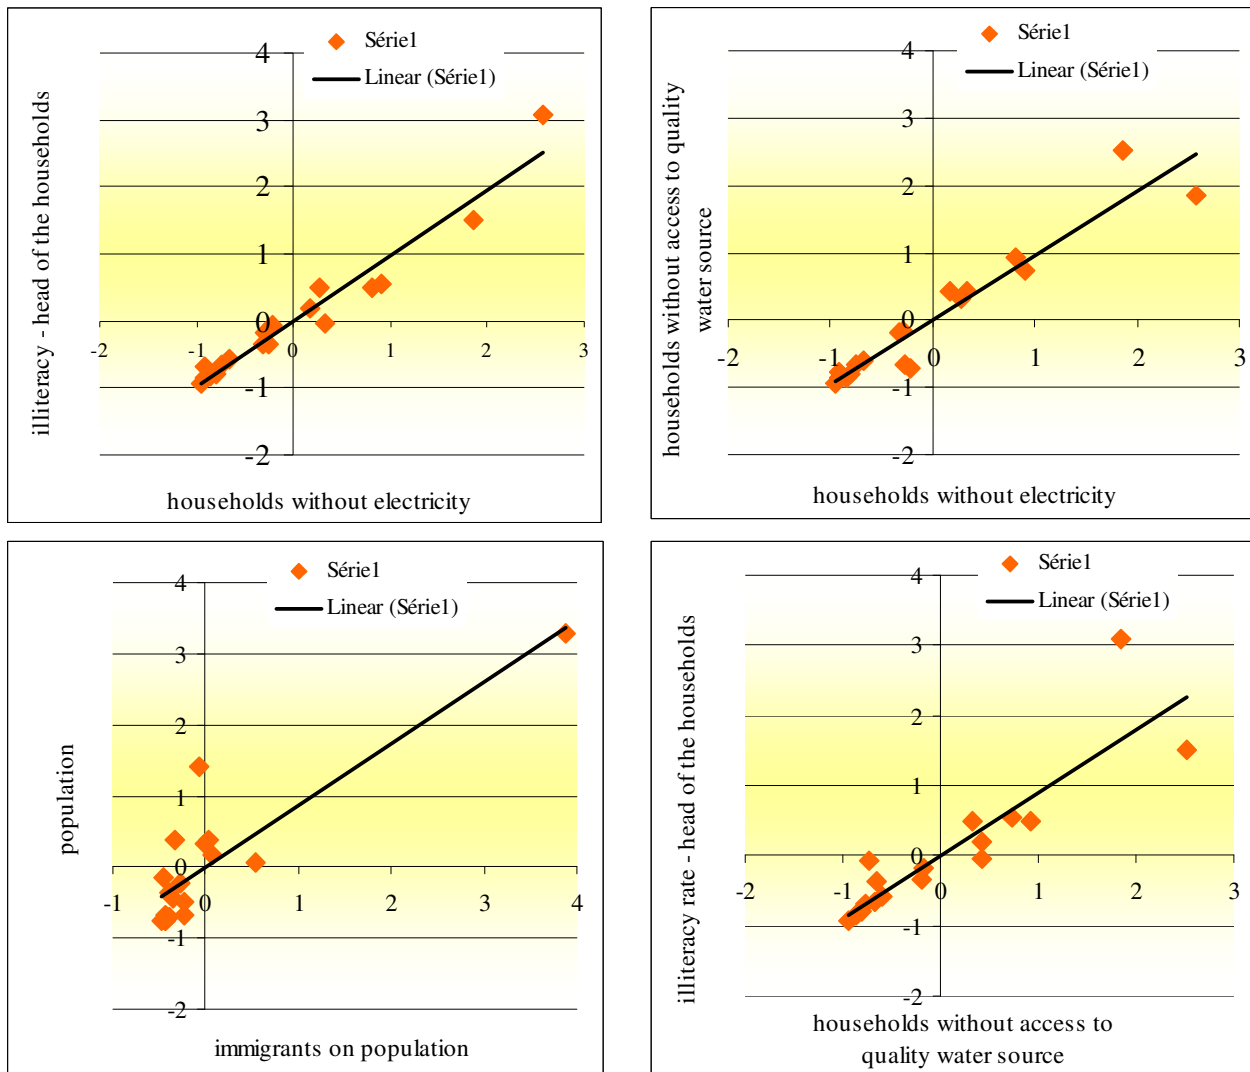 Série1
Linear (Série1)
illiteracy - head of the households
4
3
2
1
0
-1
-2
-2
-1
0
1
2
3
households without electricity
Série1
Linear (Série1)
households without access to quality
water source
4
3
2
1
0
-1
-2
-2
-1
0
1
2
3
households without electricity
Série1
Linear (Série1)
population
4
3
2
1
0
-1
-2
-1
0
1
2
3
4
immigrants on population
Série1
Linear (Série1)
illiteracy rate - head of the households
4
3
2
1
0
-1
-2
-2
-1
0
1
2
3
households without access to
quality water source